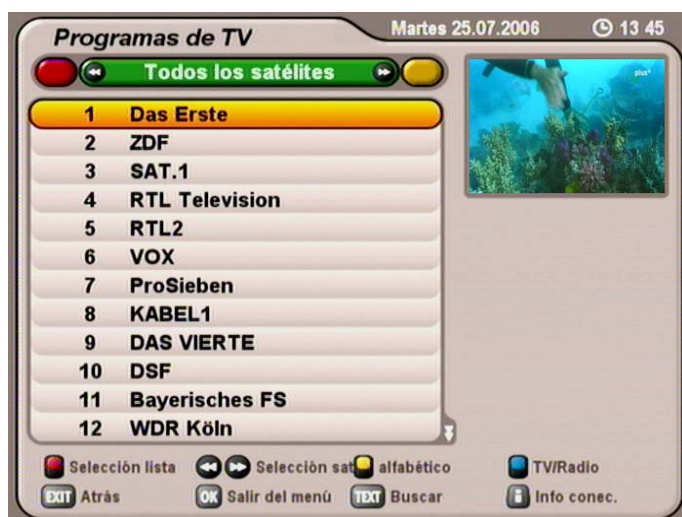 Programas de TV
Martes 25.07.2006 13 45
Todos los satélites
plus+
1 Das Erste
2 ZDF
3 SAT.1
4 RTL Television
5 RTL2
6 VOX
7 ProSieben
8 KABEL1
9 DAS VIERTE
10 DSF
11 Bayerisches FS
12 WDR Köln
Selección lista Selección sat alfabético TV/Radio
EXIT Atrás OK Salir del menú TEXT Buscar i Info conec.